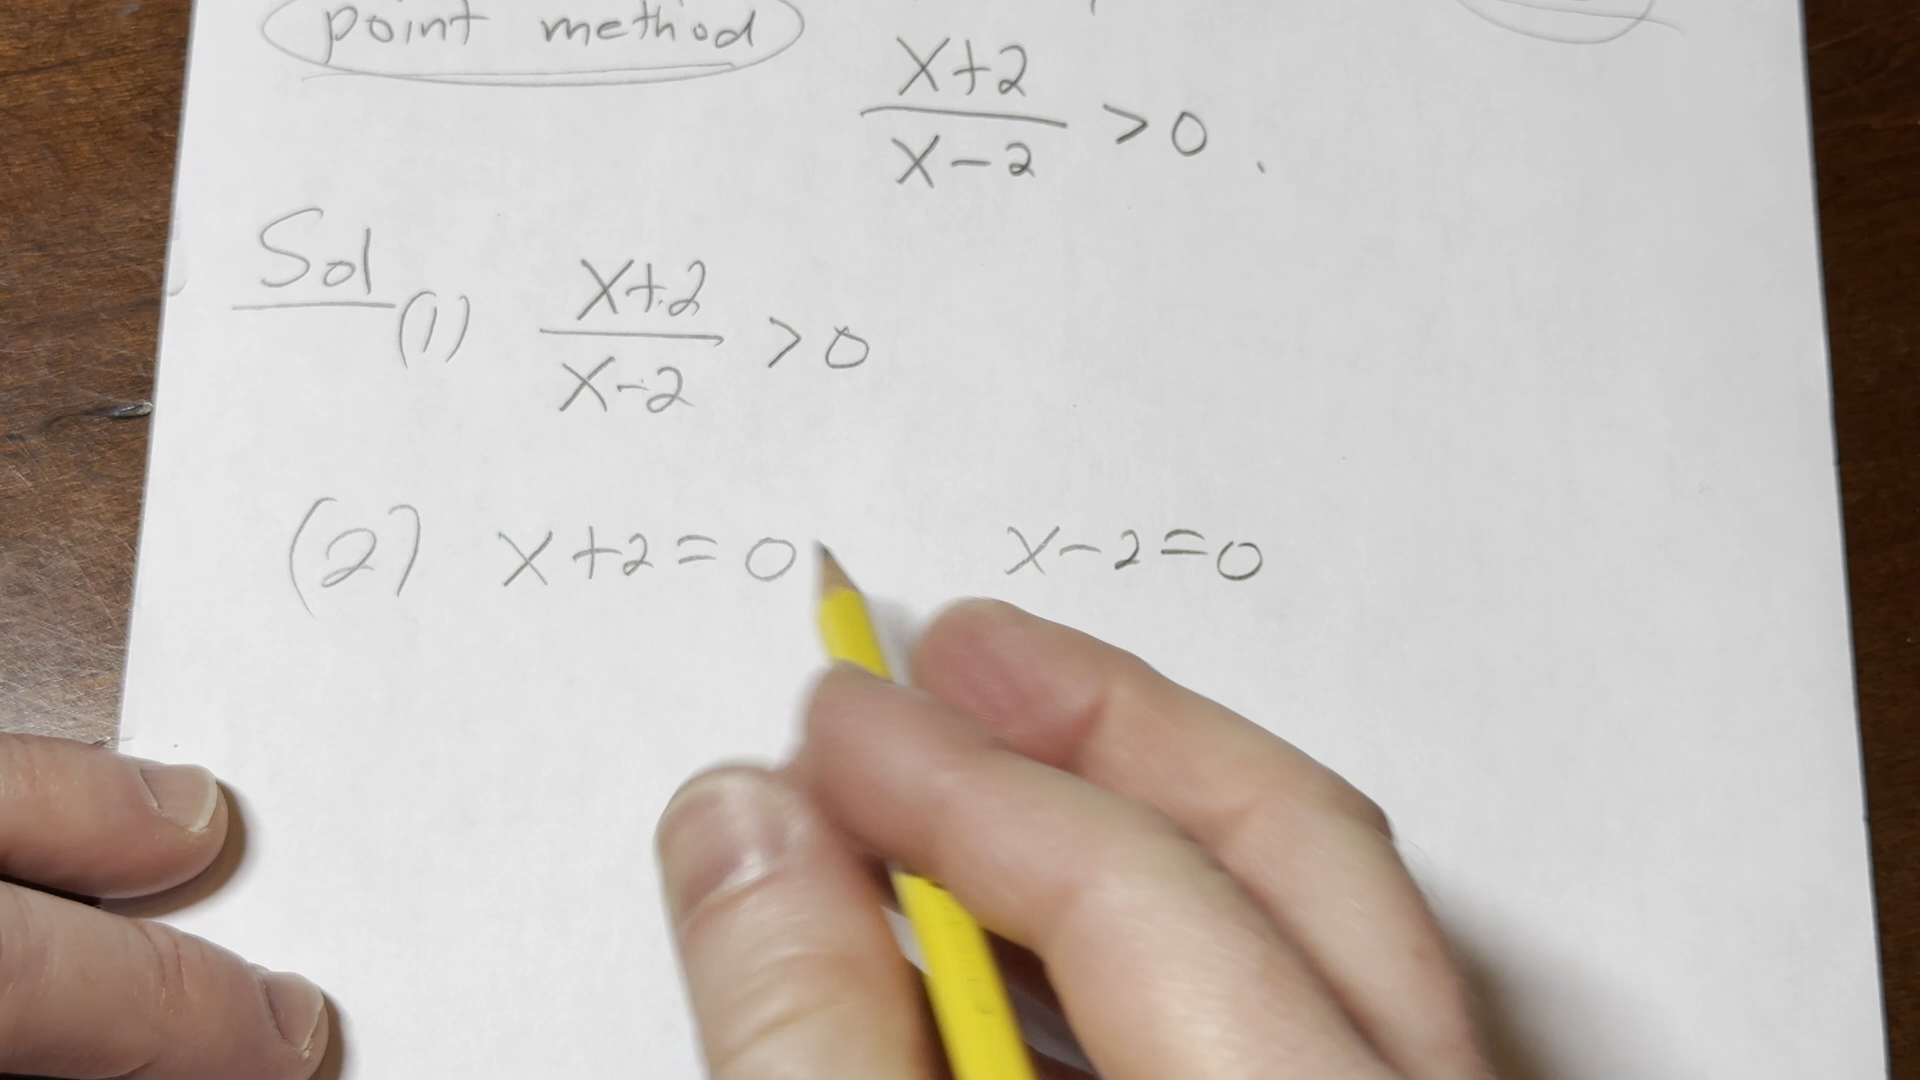 point method
x+2
x-2 > 0 .
Sol (1) x+2
x-2 > 0
(2) x+2=0 x-2=0